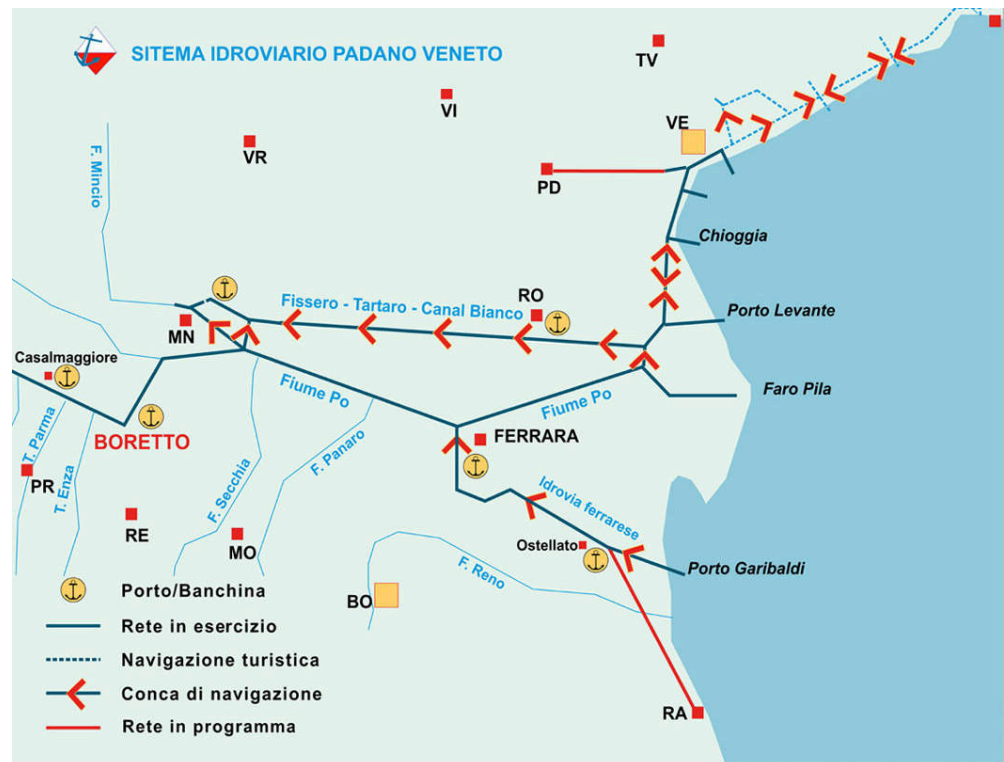 SITEMA IDROVIARIO PADANO VENETO
TV
VI
VE
VR
PD
F. Mincio
Chioggia
Fissero - Tartaro - Canal Bianco
RO
Porto Levante
MN
Casalmaggiore
Fiume Po
Fiume Po
Faro Pila
BORETTO
FERRARA
T. Parma
F. Panaro
PR
T. Enza
F. Secchia
Idrovia ferrarese
RE
MO
Ostellato
F. Reno
Porto Garibaldi
BO
RA
Porto/Banchina
Rete in esercizio
Navigazione turistica
Conca di navigazione
Rete in programma